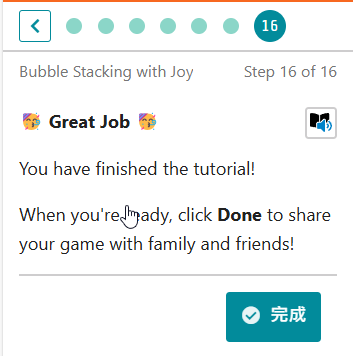 16
Bubble Stacking with Joy Step 16 of 16
Great Job
You have finished the tutorial!
When you're ready, click Done to share
your game with family and friends!
完成